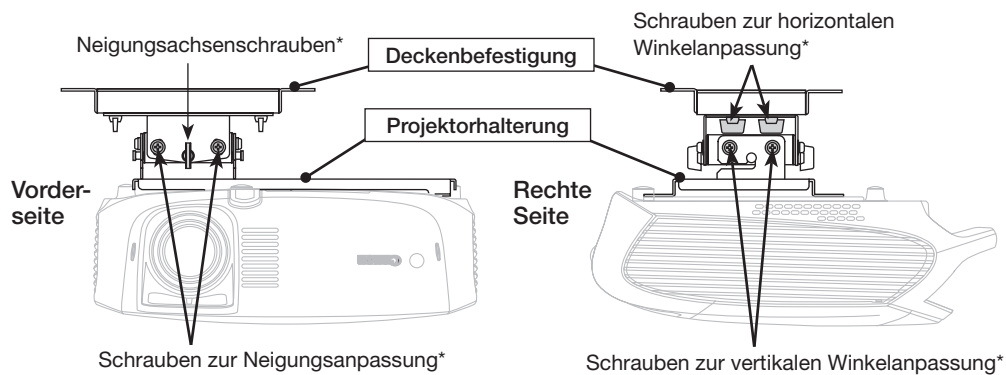 Neigungsachsenschrauben*
Schrauben zur horizontalen
Winkelanpassung*
Deckenbefestigung
Projektorhalterung
Vorder-
seite
Rechte
Seite
Schrauben zur Neigungsanpassung*
Schrauben zur vertikalen Winkelanpassung*